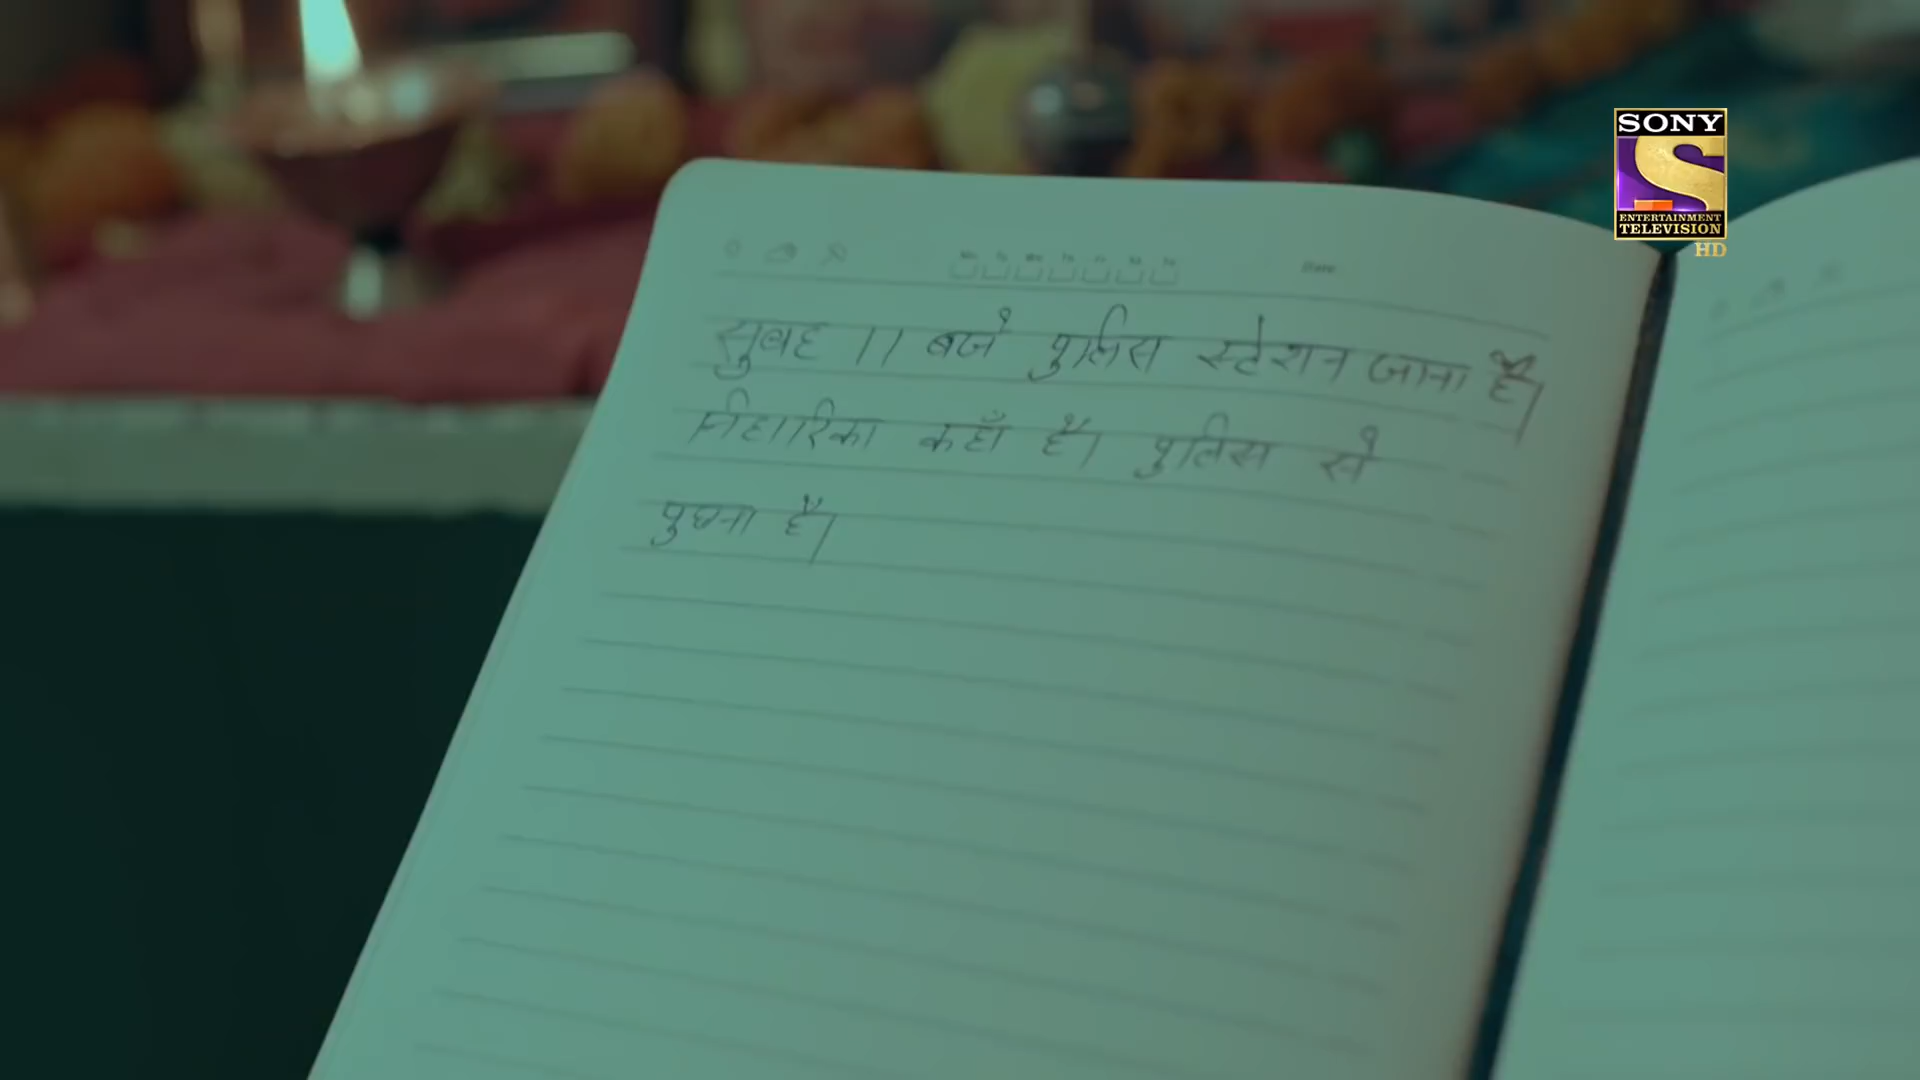 SONY
ENTERTAINMENT
TELEVISION
HD
सुबह 11 बजे पुलिस स्टेशन जाना है।
निहारिका कहाँ है। पुलिस से
पुछना है।